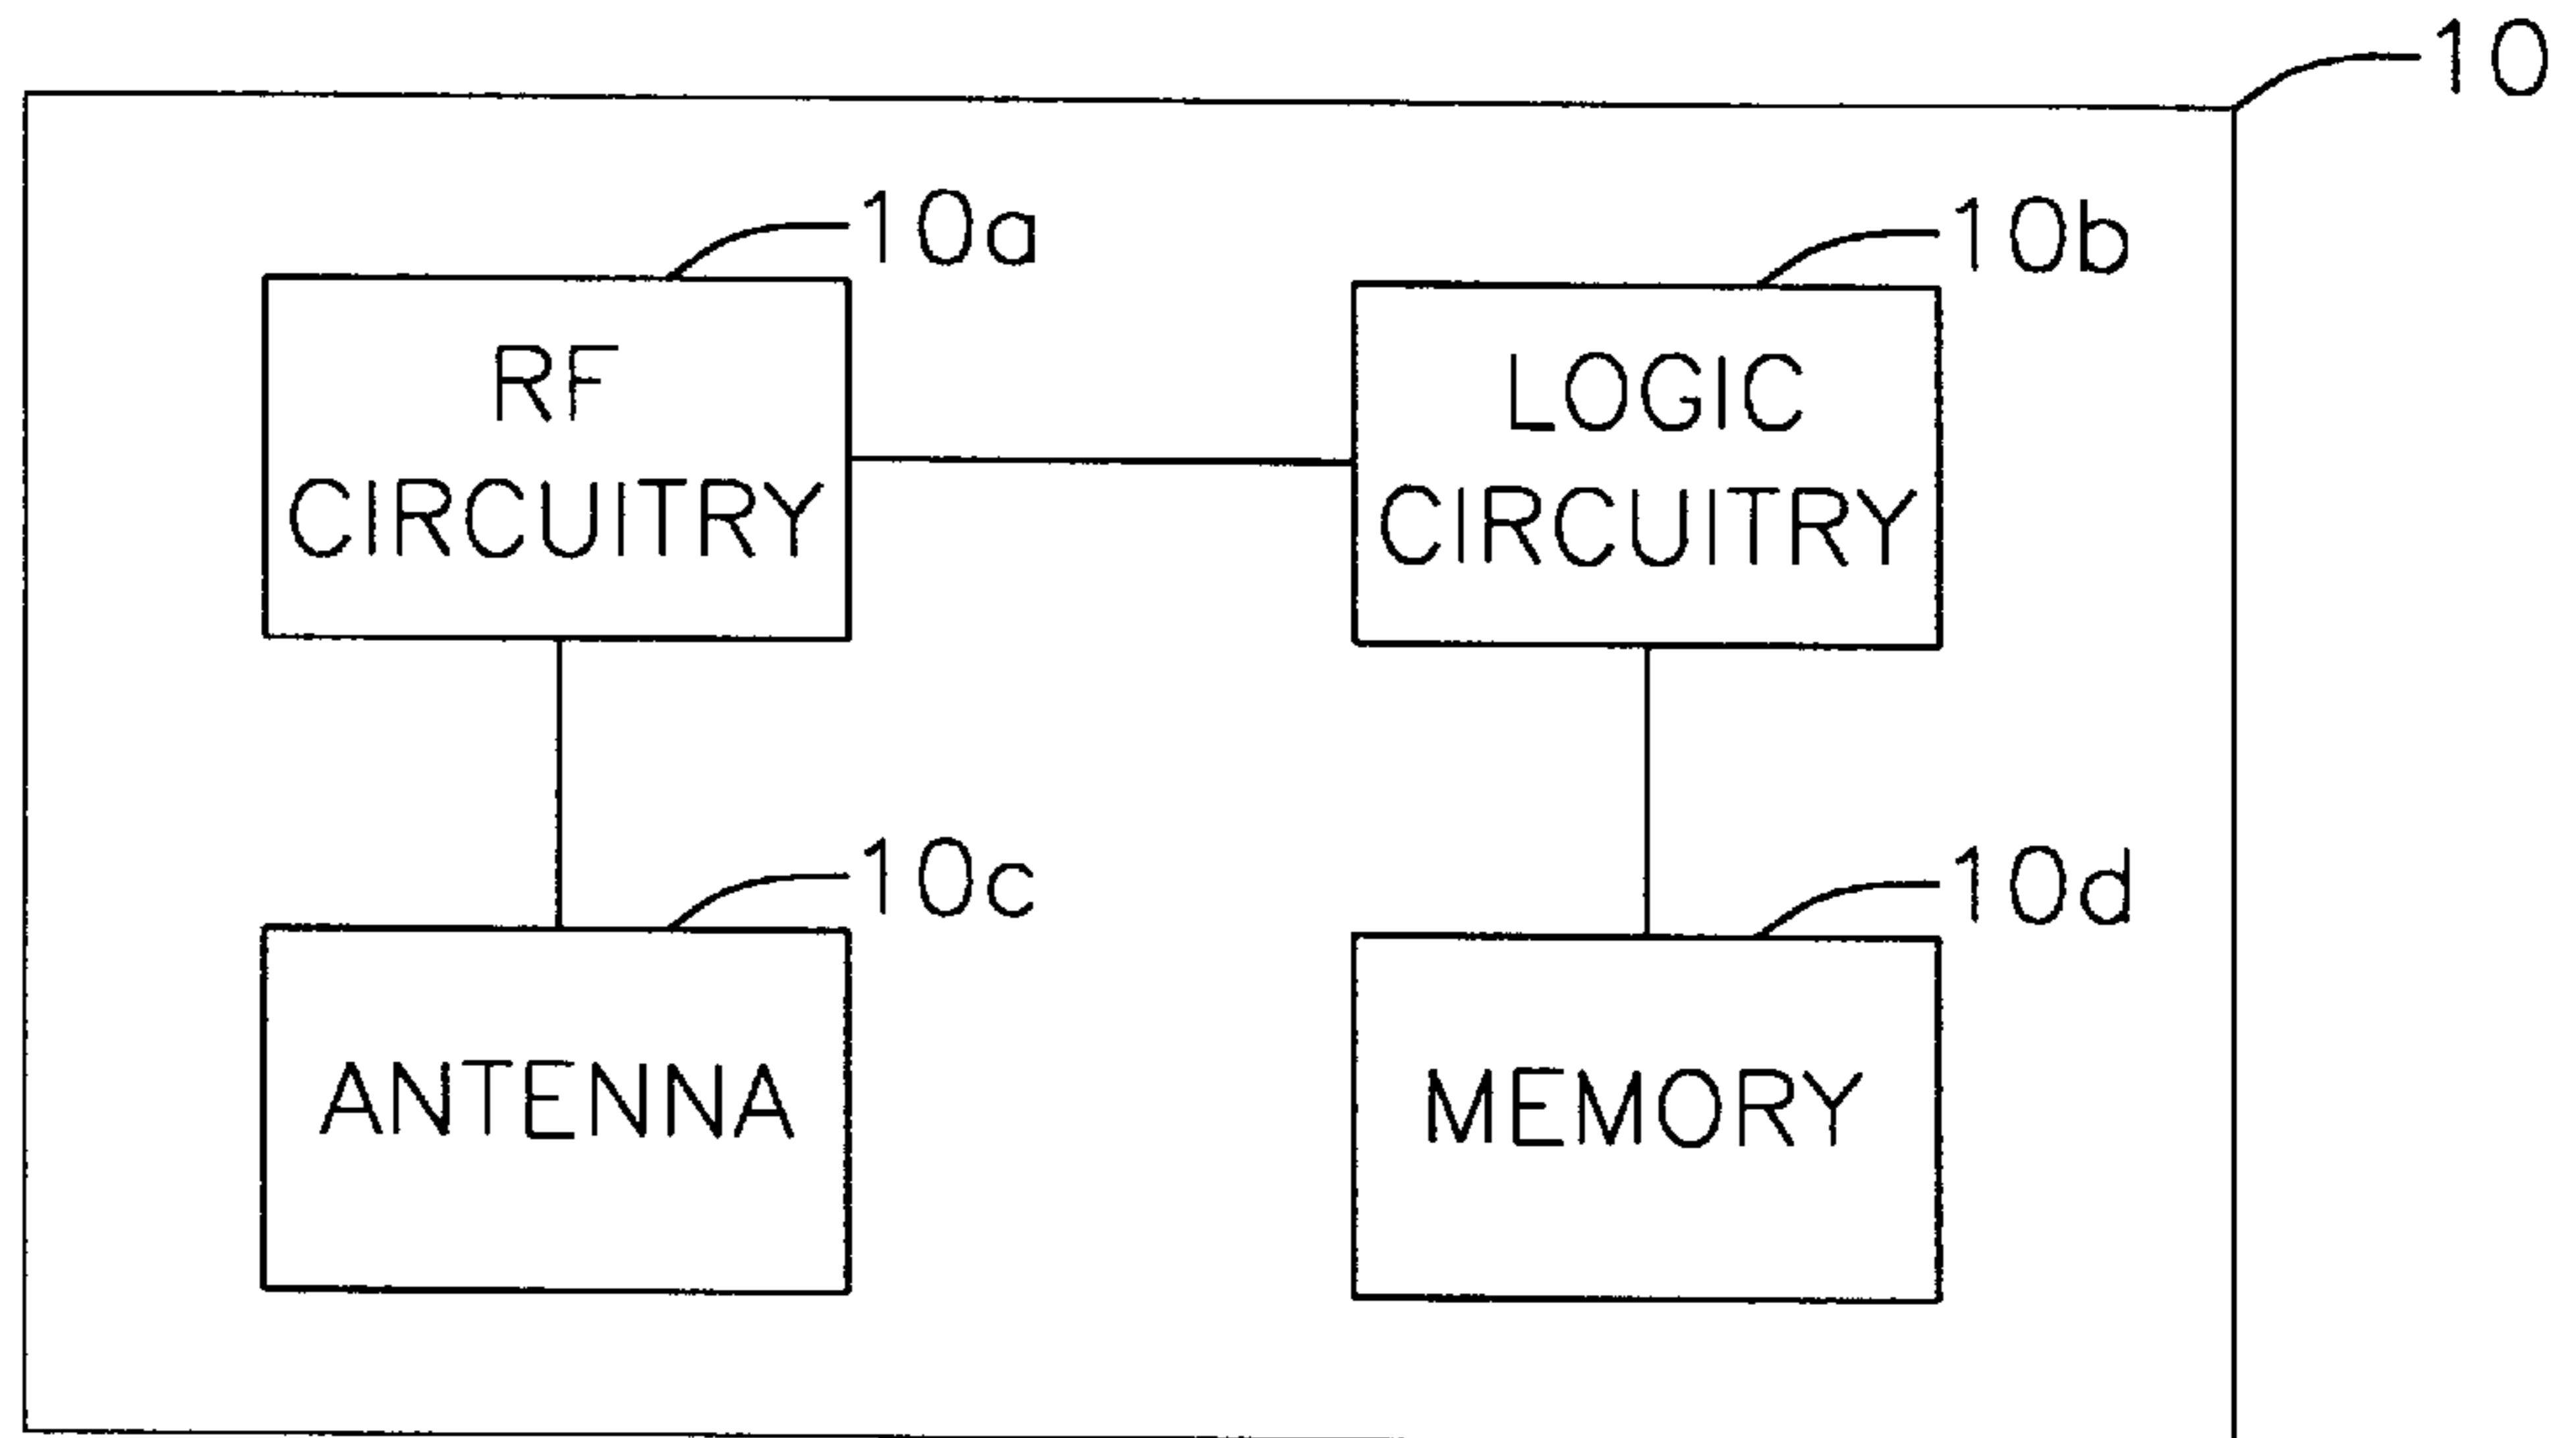 10
10a
10b
RF
CIRCUITRY
LOGIC
CIRCUITRY
10c
10d
ANTENNA
MEMORY